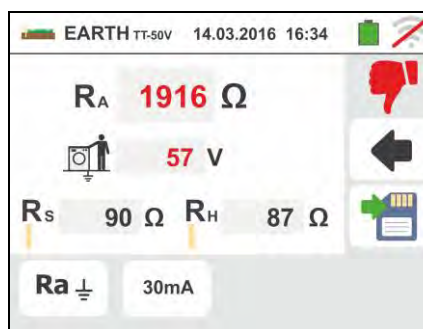 EARTH TT-50V 14.03.2016 16:34
RA 1916 Ω
57 V
RS 90 Ω RH 87 Ω
Ra 30mA